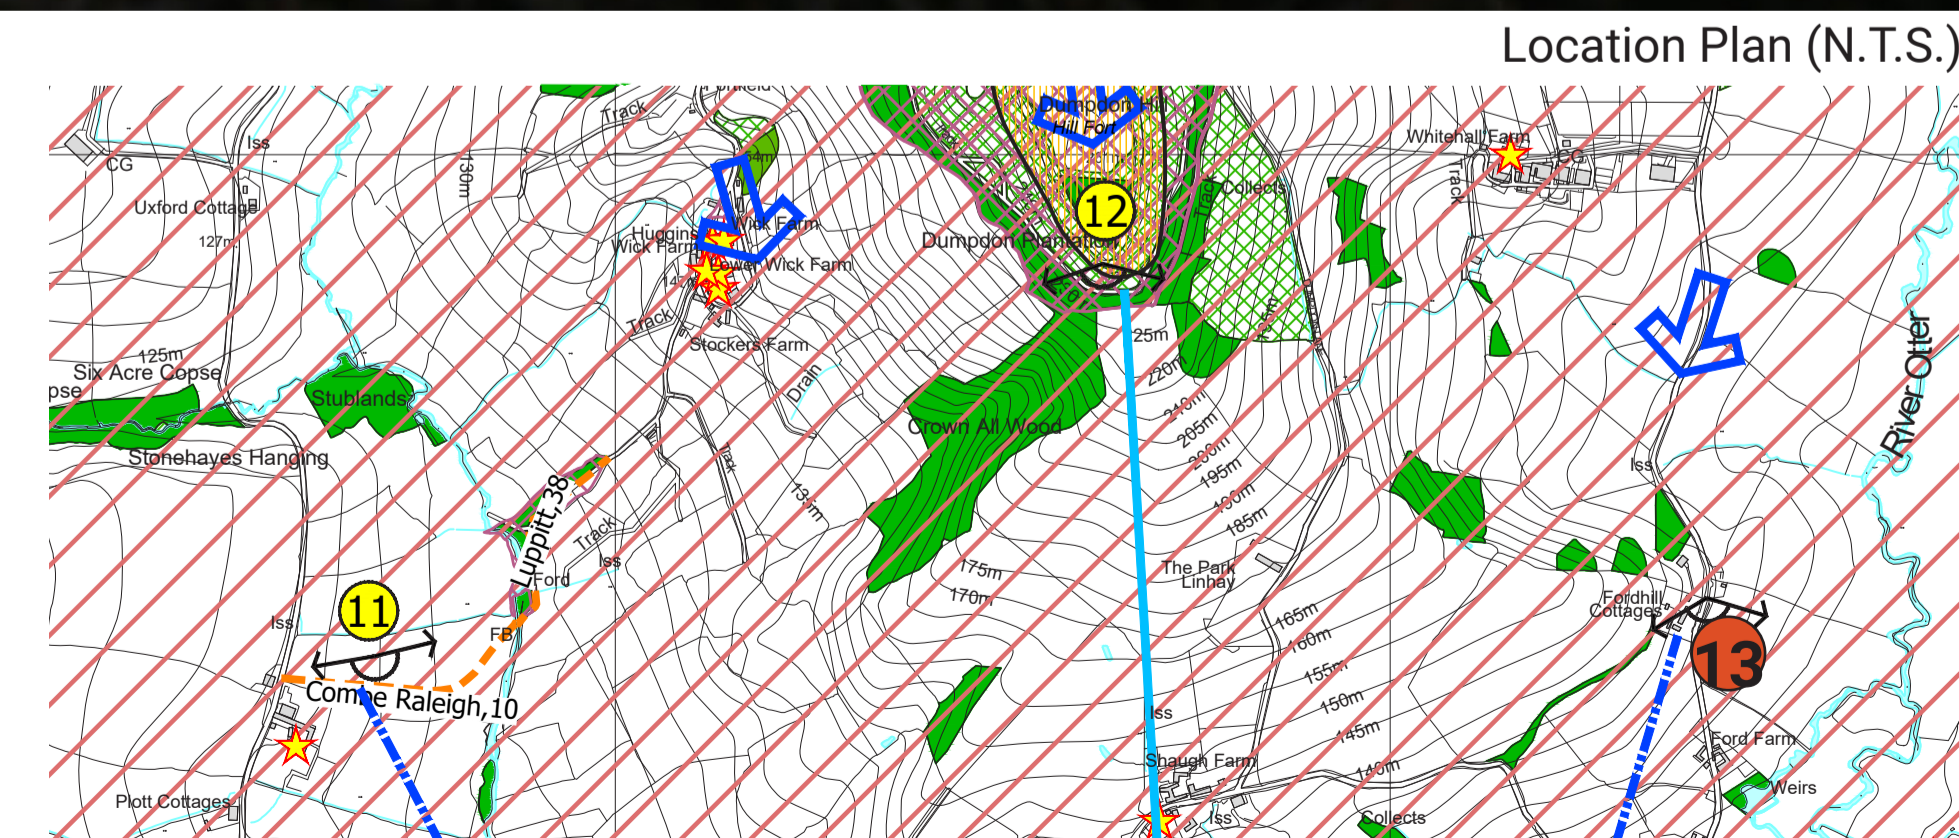 Location Plan (N.T.S.)
Track
Dumpdon Hill
Hill Fort
Whitehall Farm
CG
Iss
CG
130m
Track
Track
Collects
Uxford Cottage
127m
12
Huggins
Wick Farm
Wick Farm
Dumpdon Plantation
Lower Wick Farm
Track
Stockers Farm
25m
220m
125m
Six Acre Copse
pse
Drain
River Otter
Stublands
210m
205m
200m
195m
190m
185m
Crown All Wood
Stonehayes Hanging
Track
Iss
135m
Luppitt,38
Track
Iss
Ford
175m
170m
The Park
Linhay
Fordhill
Cottages
11
165m
Iss
FB
160m
155m
13
150m
Combe Raleigh,10
Iss
145m
Ford Farm
Shaugh Farm
140m
Weirs
Plott Cottages
Iss
Collects